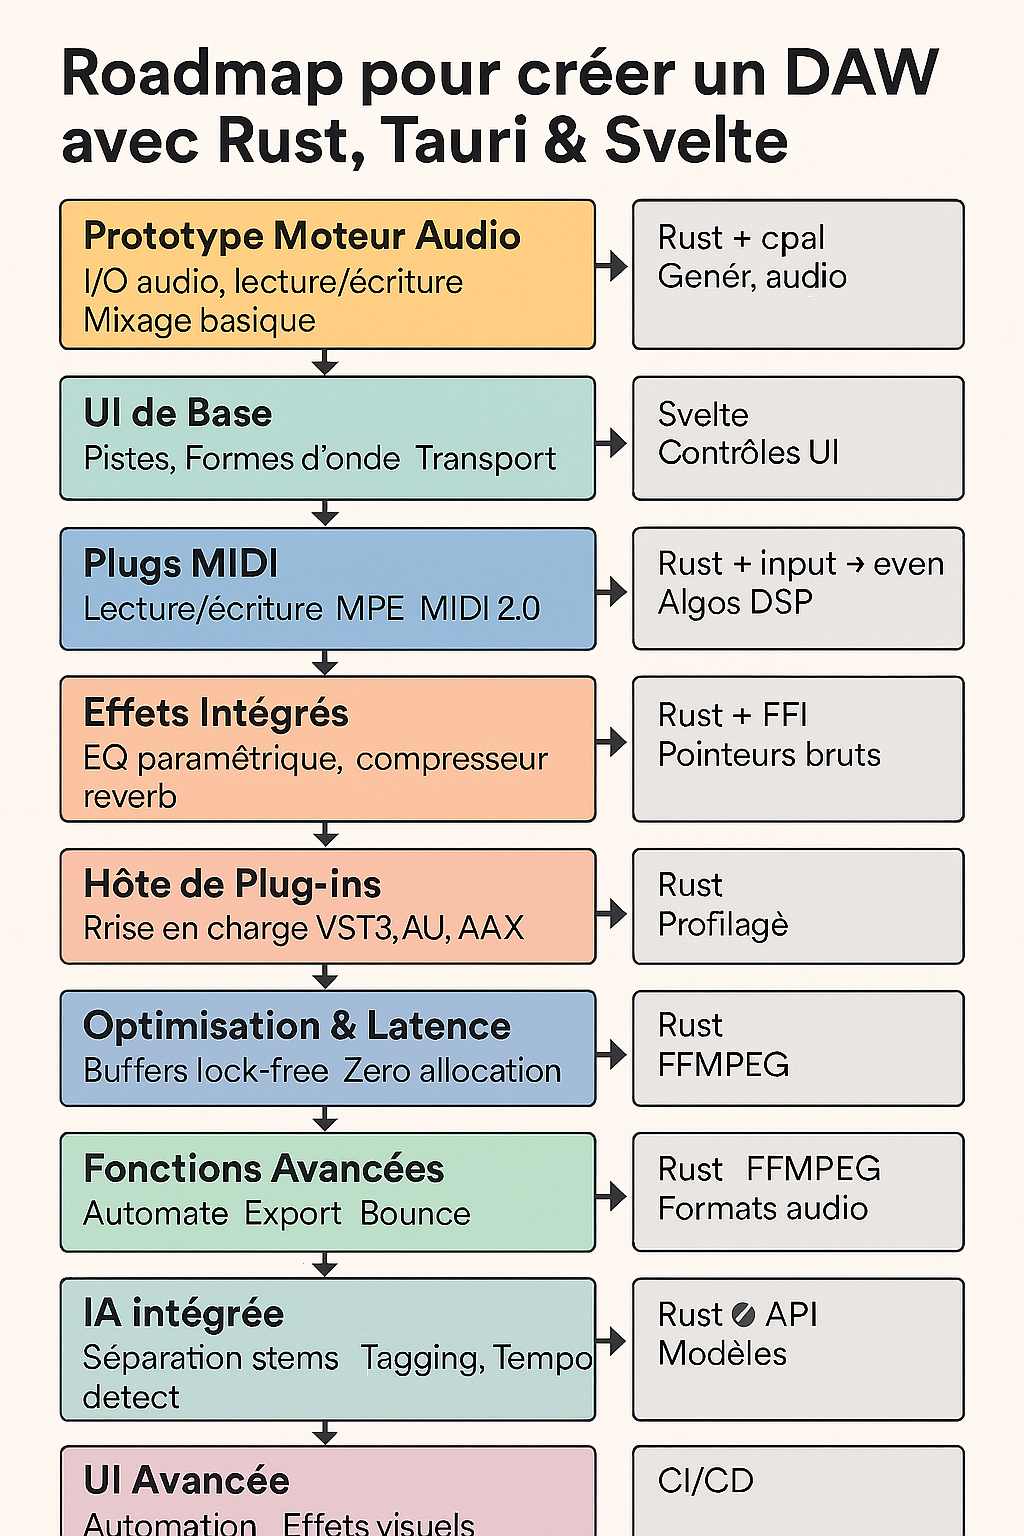 Roadmap pour créer un DAW
avec Rust, Tauri & Svelte
Prototype Moteur Audio
I/O audio, lecture/écriture
Mixage basique
Rust + cpal
Genér, audio
UI de Base
Pistes, Formes d'onde Transport
Svelte
Contrôles UI
Plugs MIDI
Lecture/écriture MPE MIDI 2.0
Rust + input → even
Algos DSP
Effets Intégrés
EQ paramêtrique, compresseur
reverb
Rust + FFI
Pointeurs bruts
Hôte de Plug-ins
Rrise en charge VST3, AU, AAX
Rust
Profilagè
Optimisation & Latence
Buffers lock-free Zero allocation
Rust
FFMPEG
Fonctions Avancées
Automate Export Bounce
Rust FFMPEG
Formats audio
IA intégrée
Séparation stems Tagging, Tempo
detect
Rust API
Modèles
UI Avancée
Automation Effets visuels
CI/CD